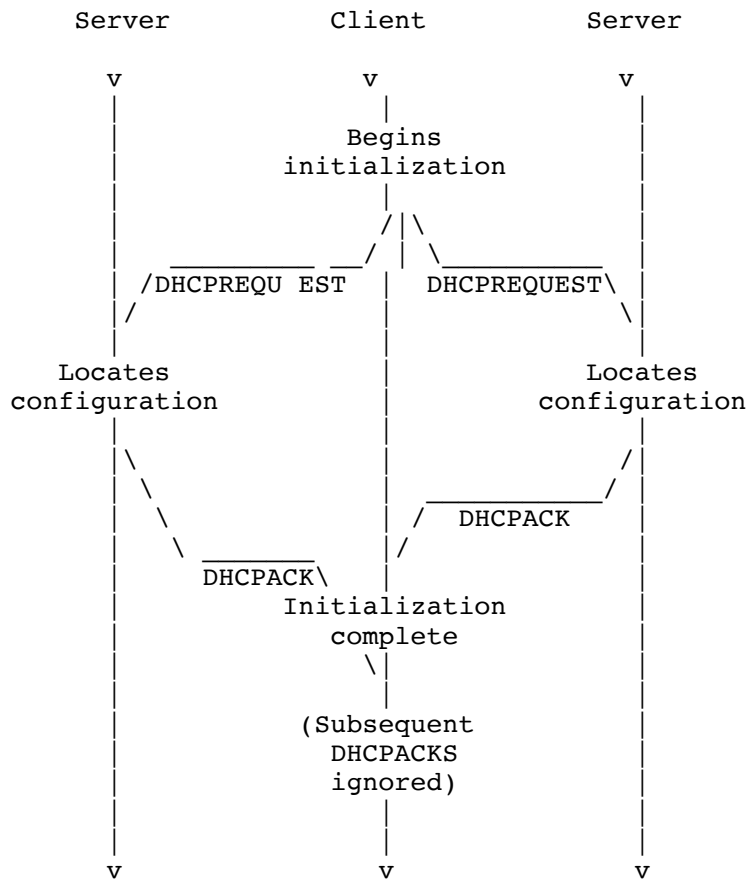 Server Client Server
v v v
Begins
initialization
DHCPREQU EST DHCPREQUEST
Locates Locates
configuration configuration
DHCPACK
DHCPACK
Initialization
complete
(Subsequent
DHCPACKS
ignored)
v v v